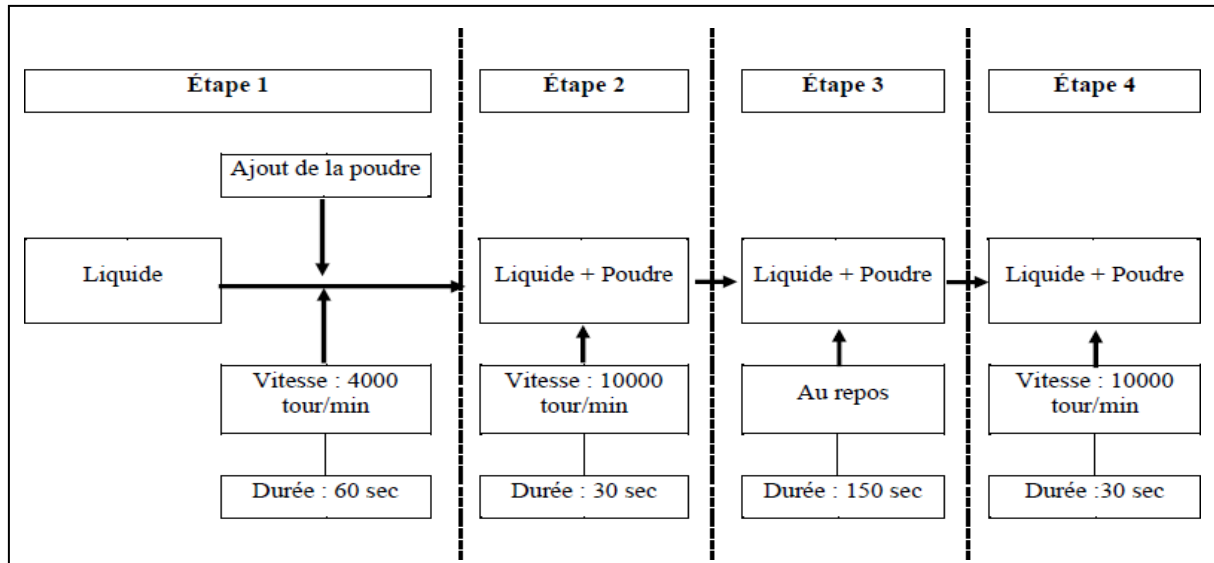 Étape 1
Étape 2
Étape 3
Étape 4
Ajout de la poudre
Liquide
Liquide + Poudre
Liquide + Poudre
Liquide + Poudre
Vitesse : 4000
tour/min
Vitesse : 10000
tour/min
Au repos
Vitesse : 10000
tour/min
Durée : 60 sec
Durée : 30 sec
Durée : 150 sec
Durée :30 sec